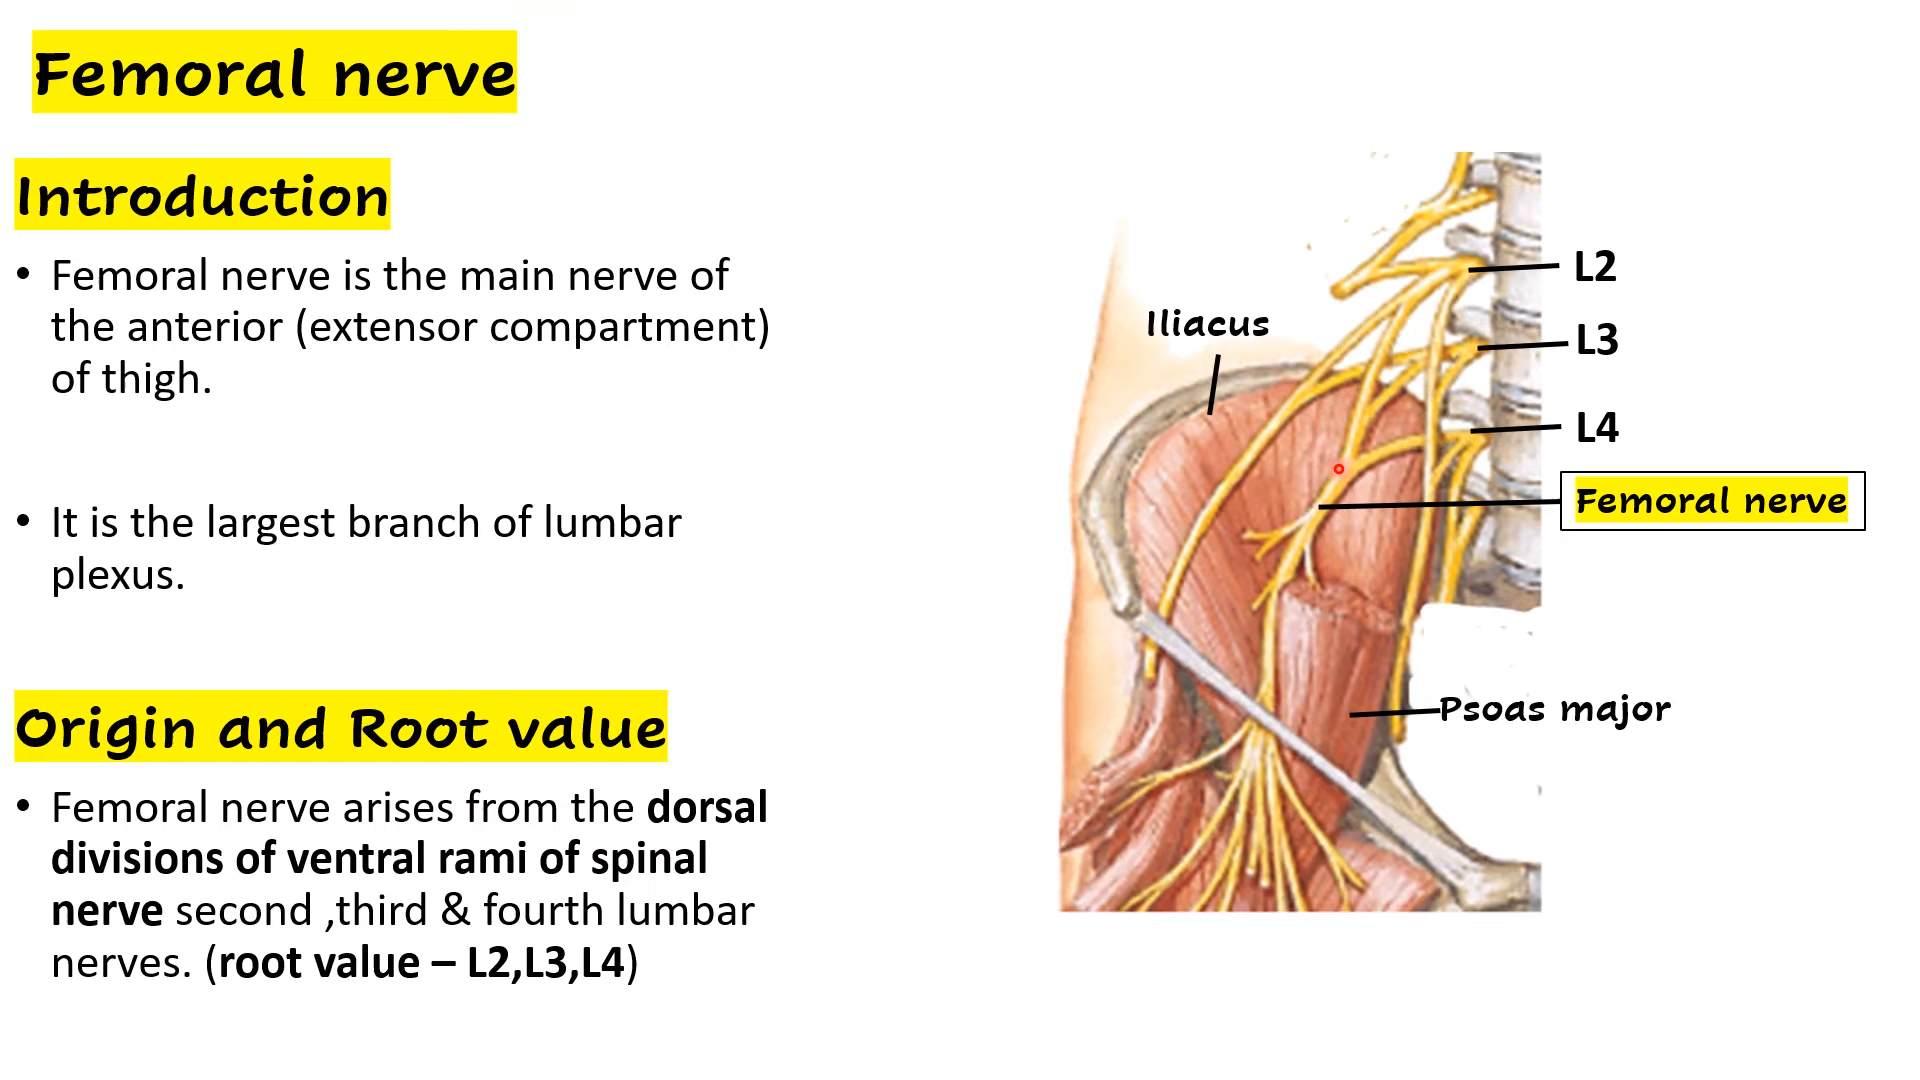 Femoral nerve
Introduction
• Femoral nerve is the main nerve of
the anterior (extensor compartment)
of thigh.
• It is the largest branch of lumbar
plexus.
Origin and Root value
• Femoral nerve arises from the dorsal
divisions of ventral rami of spinal
nerve second ,third & fourth lumbar
nerves. (root value – L2,L3,L4)
L2
Iliacus
L3
L4
Femoral nerve
Psoas major